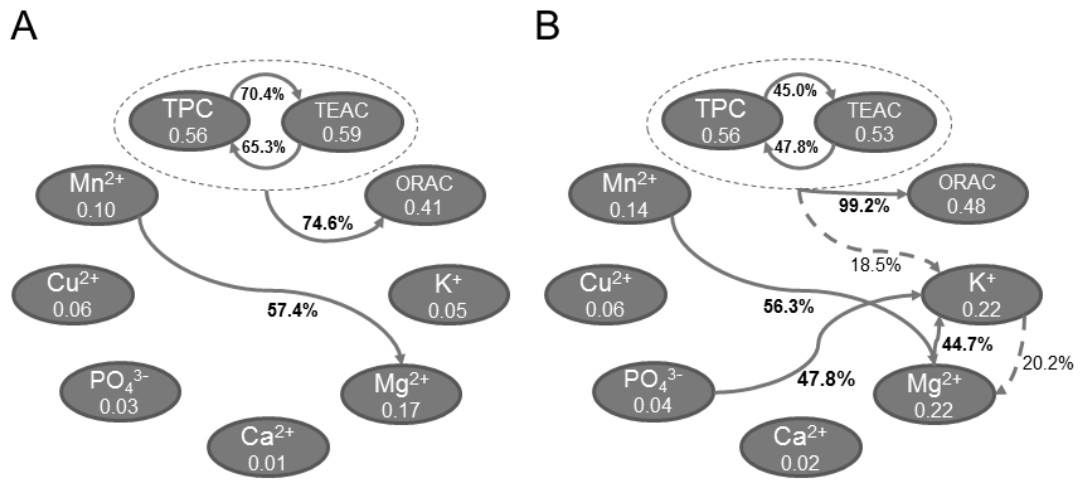 A
TPC
0.56
70.4%
65.3%
TEAC
0.59
Mn²⁺
0.10
ORAC
0.41
74.6%
Cu²⁺
0.06
K⁺
0.05
57.4%
PO₄³⁻
0.03
Mg²⁺
0.17
Ca²⁺
0.01
B
TPC
0.56
45.0%
47.8%
TEAC
0.53
Mn²⁺
0.14
ORAC
0.48
99.2%
18.5%
Cu²⁺
0.06
K⁺
0.22
56.3%
44.7%
20.2%
PO₄³⁻
0.04
47.8%
Mg²⁺
0.22
Ca²⁺
0.02